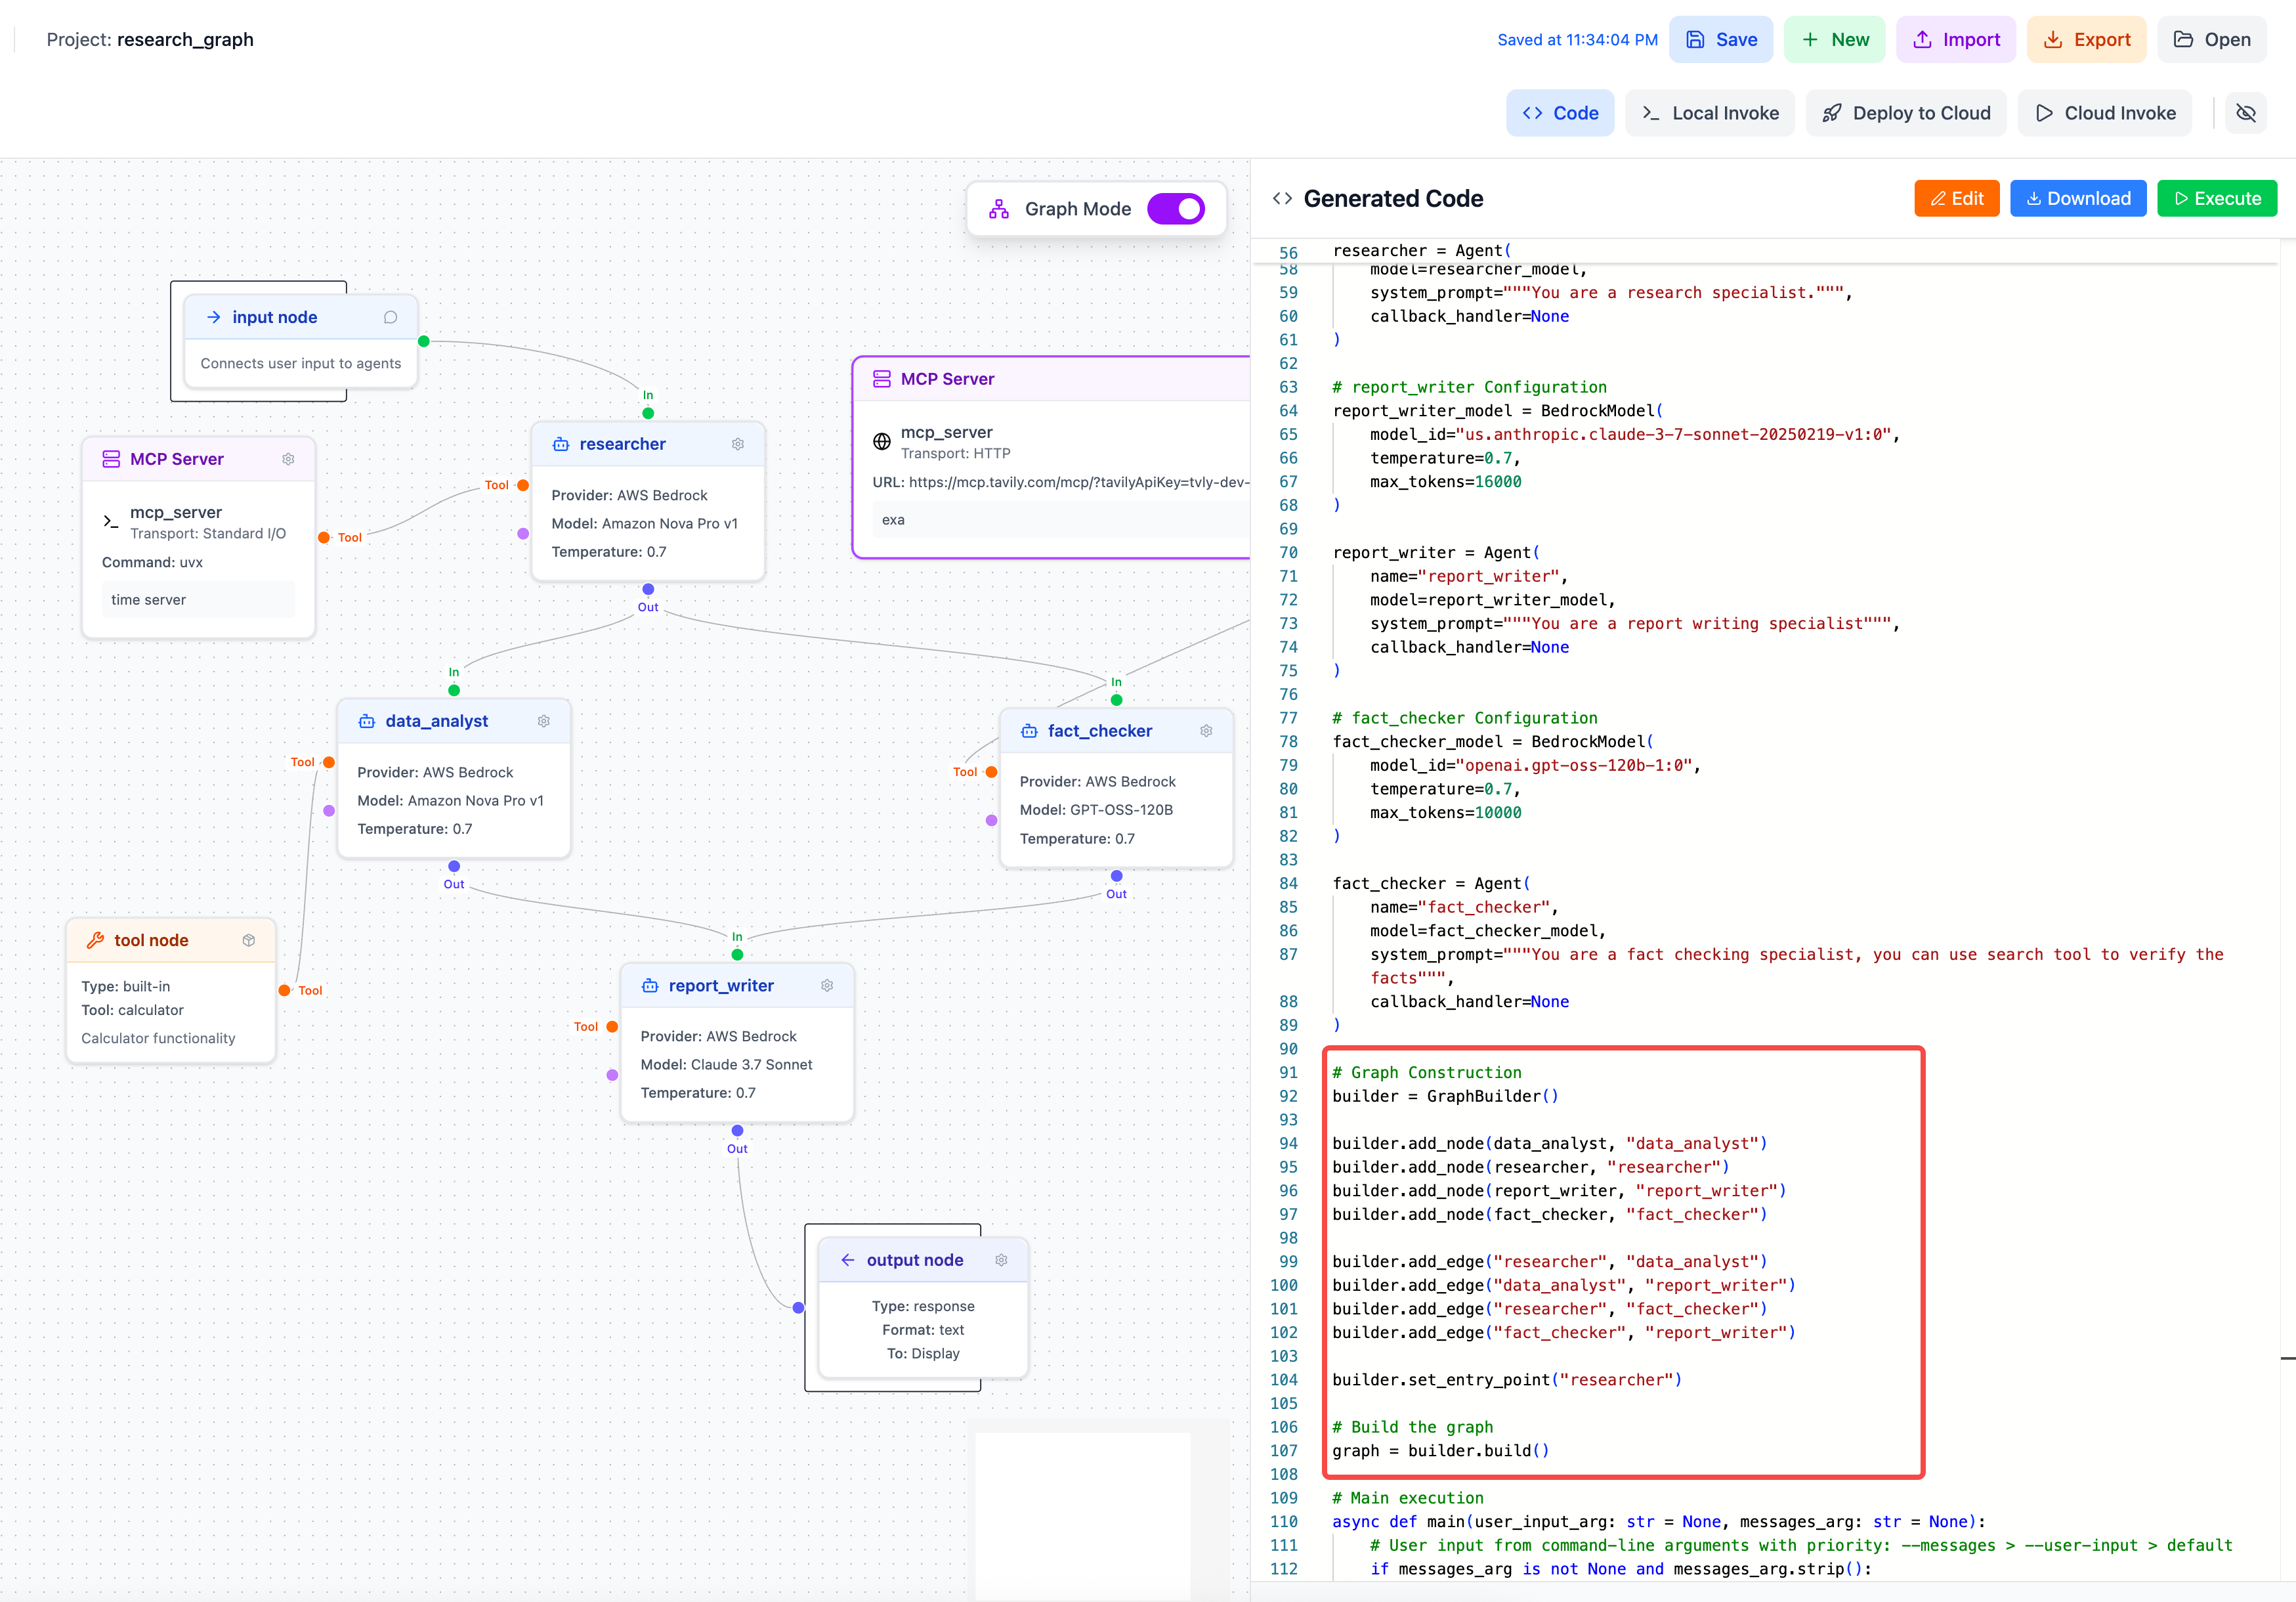 Project: research_graph
Saved at 11:34:04 PM
Save
New
Import
Export
Open
Code
Local Invoke
Deploy to Cloud
Cloud Invoke
Graph Mode
input node
Connects user input to agents
In
MCP Server
mcp_server
Transport: Standard I/O
Command: uvx
time server
Tool
Tool
researcher
Provider: AWS Bedrock
Model: Amazon Nova Pro v1
Temperature: 0.7
Out
MCP Server
mcp_server
Transport: HTTP
URL: https://mcp.tavily.com/mcp/?tavilyApiKey=tvly-dev-
exa
In
Tool
data_analyst
Provider: AWS Bedrock
Model: Amazon Nova Pro v1
Temperature: 0.7
Out
In
Tool
fact_checker
Provider: AWS Bedrock
Model: GPT-OSS-120B
Temperature: 0.7
Out
tool node
Type: built-in
Tool: calculator
Calculator functionality
Tool
In
Tool
report_writer
Provider: AWS Bedrock
Model: Claude 3.7 Sonnet
Temperature: 0.7
Out
output node
Type: response
Format: text
To: Display
Generated Code
Edit
Download
Execute
56 researcher = Agent(
58     model=researcher_model,
59     system_prompt="""You are a research specialist.""",
60     callback_handler=None
61 )
62
63 # report_writer Configuration
64 report_writer_model = BedrockModel(
65     model_id="us.anthropic.claude-3-7-sonnet-20250219-v1:0",
66     temperature=0.7,
67     max_tokens=16000
68 )
69
70 report_writer = Agent(
71     name="report_writer",
72     model=report_writer_model,
73     system_prompt="""You are a report writing specialist""",
74     callback_handler=None
75 )
76
77 # fact_checker Configuration
78 fact_checker_model = BedrockModel(
79     model_id="openai.gpt-oss-120b-1:0",
80     temperature=0.7,
81     max_tokens=10000
82 )
83
84 fact_checker = Agent(
85     name="fact_checker",
86     model=fact_checker_model,
87     system_prompt="""You are a fact checking specialist, you can use search tool to verify the
facts""",
88     callback_handler=None
89 )
90
91 # Graph Construction
92 builder = GraphBuilder()
93
94 builder.add_node(data_analyst, "data_analyst")
95 builder.add_node(researcher, "researcher")
96 builder.add_node(report_writer, "report_writer")
97 builder.add_node(fact_checker, "fact_checker")
98
99 builder.add_edge("researcher", "data_analyst")
100 builder.add_edge("data_analyst", "report_writer")
101 builder.add_edge("researcher", "fact_checker")
102 builder.add_edge("fact_checker", "report_writer")
103
104 builder.set_entry_point("researcher")
105
106 # Build the graph
107 graph = builder.build()
108
109 # Main execution
110 async def main(user_input_arg: str = None, messages_arg: str = None):
111     # User input from command-line arguments with priority: --messages > --user-input > default
112     if messages_arg is not None and messages_arg.strip():